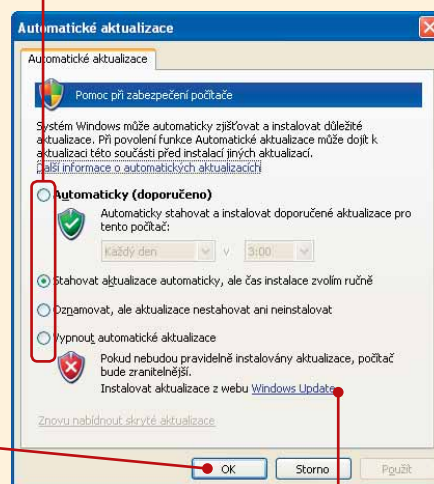 Automatické aktualizace
Automatické aktualizace
Pomoc při zabezpečení počítače
Systém Windows může automaticky zjišťovat a instalovat důležité
aktualizace. Při povolení funkce Automatické aktualizace může dojít k
aktualizaci této součásti před instalací jiných aktualizací.
Další informace o automatických aktualizacích
Automaticky (doporučeno)
Automaticky stahovat a instalovat doporučené aktualizace pro
tento počítač:
Každý den v 3:00
Stahovat aktualizace automaticky, ale čas instalace zvolím ručně
Oznamovat, ale aktualizace nestahovat ani neinstalovat
Vypnout automatické aktualizace
Pokud nebudou pravidelně instalovány aktualizace, počítač
bude zranitelnější.
Instalovat aktualizace z webu Windows Update
Znovu nabídnout skryté aktualizace
OK Storno Použít